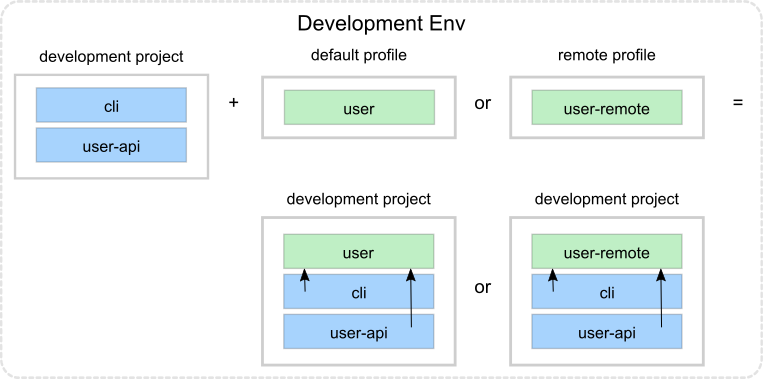 Development Env
development project
default profile
remote profile
cli
user-api
+
user
or
user-remote
=
development project
development project
user
cli
user-api
or
user-remote
cli
user-api